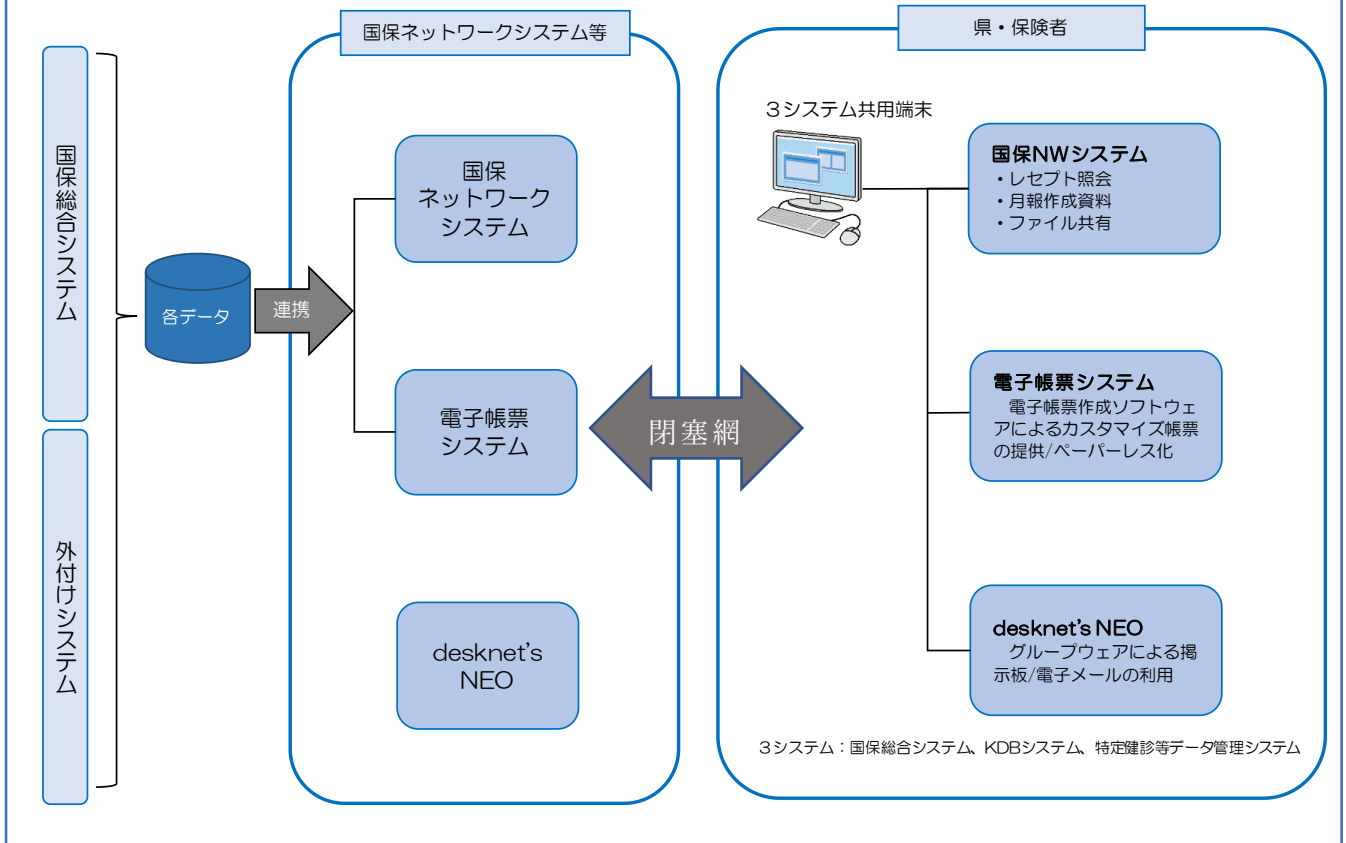 国保総合システム
外付けシステム
各データ
連携
国保ネットワークシステム等
国保
ネットワーク
システム
電子帳票
システム
desknet's
NEO
閉塞網
県・保険者
3システム共用端末
国保NWシステム
・レセプト照会
・月報作成資料
・ファイル共有
電子帳票システム
電子帳票作成ソフトウェ
アによるカスタマイズ帳票
の提供/ペーパーレス化
desknet's NEO
グループウェアによる掲
示板/電子メールの利用
3システム：国保総合システム、KDBシステム、特定健診等データ管理システム